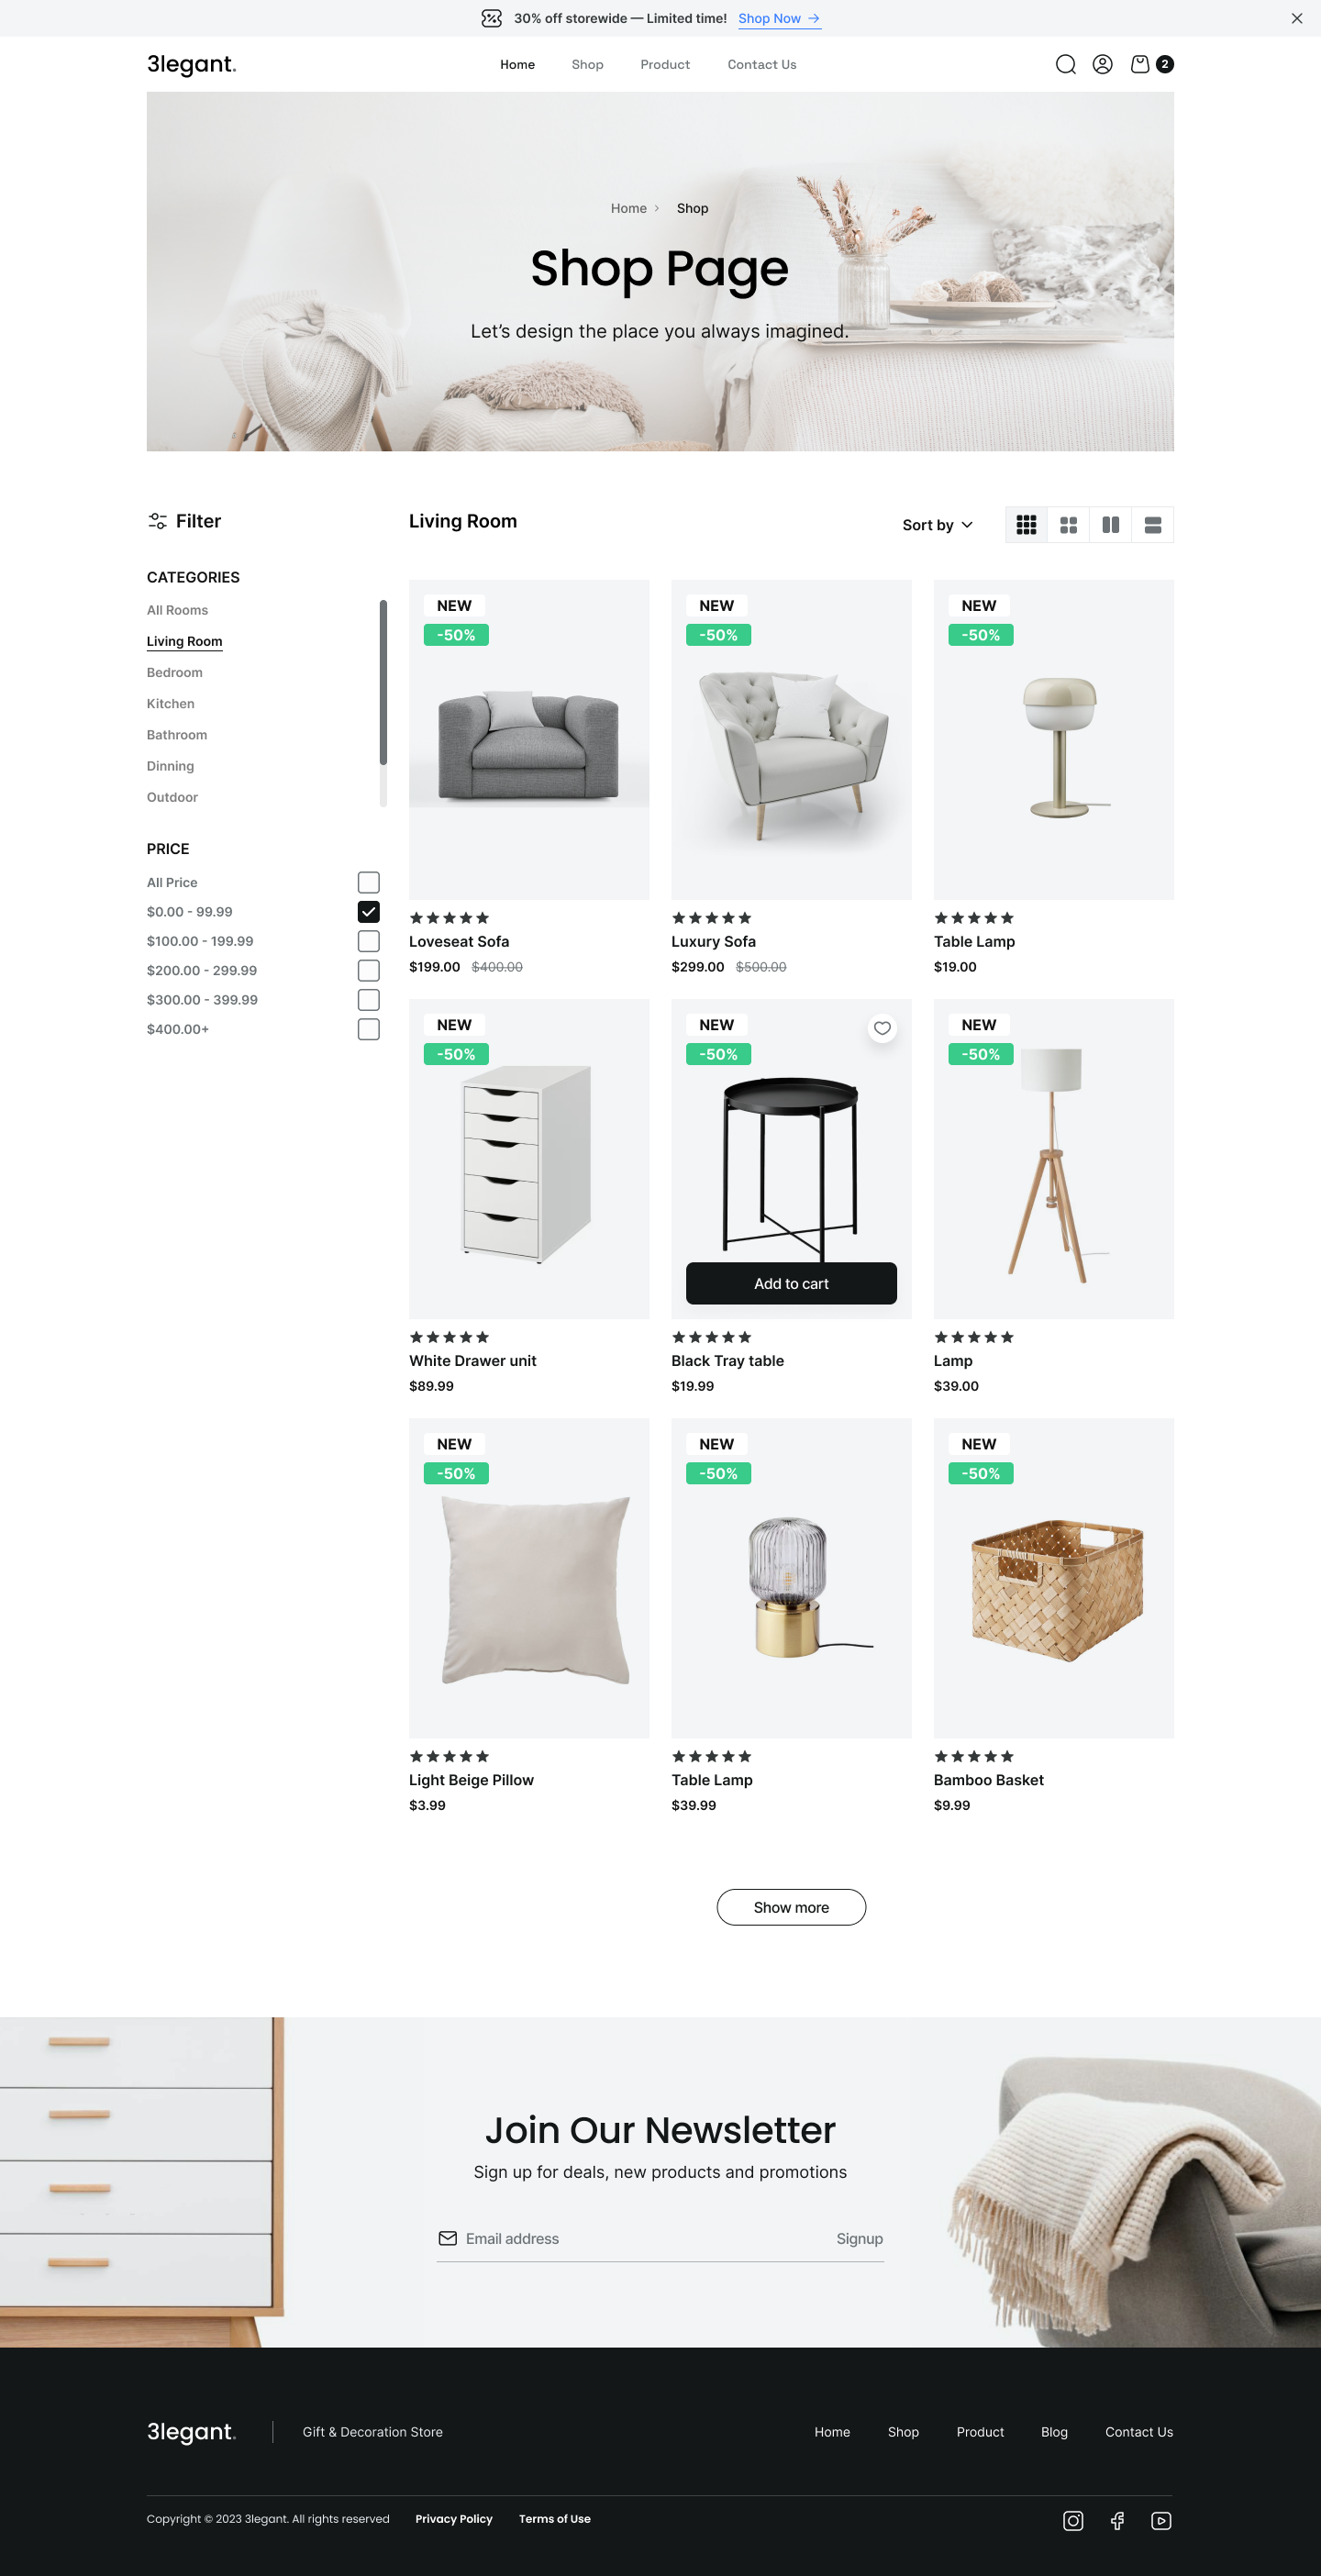 30% off storewide — Limited time! Shop Now
3legant.
Home Shop Product Contact Us
2
Home Shop
Shop Page
Let’s design the place you always imagined.
Filter
Living Room
Sort by
CATEGORIES
All Rooms
Living Room
Bedroom
Kitchen
Bathroom
Dinning
Outdoor
PRICE
All Price
$0.00 - 99.99
$100.00 - 199.99
$200.00 - 299.99
$300.00 - 399.99
$400.00+
NEW
-50%
Loveseat Sofa
$199.00 $400.00
NEW
-50%
Luxury Sofa
$299.00 $500.00
NEW
-50%
Table Lamp
$19.00
NEW
-50%
White Drawer unit
$89.99
NEW
-50%
Add to cart
Black Tray table
$19.99
NEW
-50%
Lamp
$39.00
NEW
-50%
Light Beige Pillow
$3.99
NEW
-50%
Table Lamp
$39.99
NEW
-50%
Bamboo Basket
$9.99
Show more
Join Our Newsletter
Sign up for deals, new products and promotions
Email address Signup
3legant. Gift & Decoration Store
Home Shop Product Blog Contact Us
Copyright © 2023 3legant. All rights reserved Privacy Policy Terms of Use